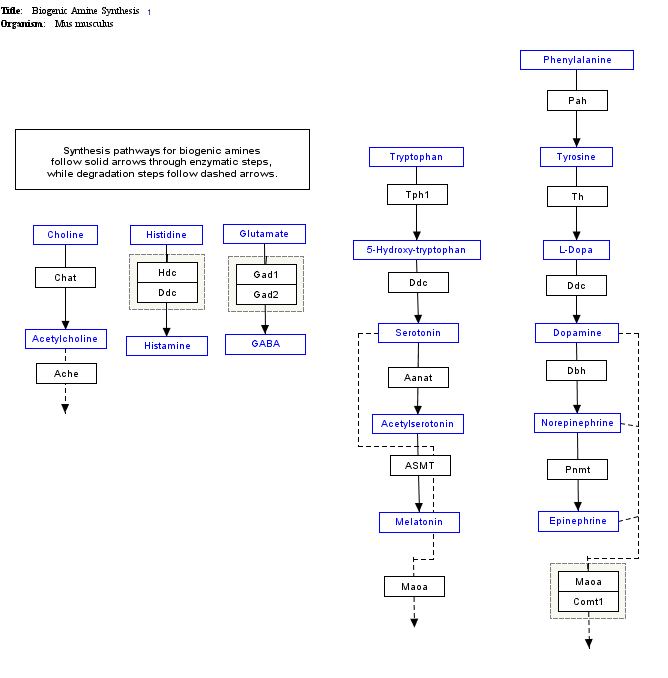 Title: Biogenic Amine Synthesis 1
Organism: Mus musculus
Synthesis pathways for biogenic amines
follow solid arrows through enzymatic steps,
while degradation steps follow dashed arrows.
Choline
Chat
Acetylcholine
Ache
Histidine
Hdc
Ddc
Histamine
Glutamate
Gad1
Gad2
GABA
Tryptophan
Tph1
5-Hydroxy-tryptophan
Ddc
Serotonin
Aanat
Acetylserotonin
ASMT
Melatonin
Maoa
Phenylalanine
Pah
Tyrosine
Th
L-Dopa
Ddc
Dopamine
Dbh
Norepinephrine
Pnmt
Epinephrine
Maoa
Comt1